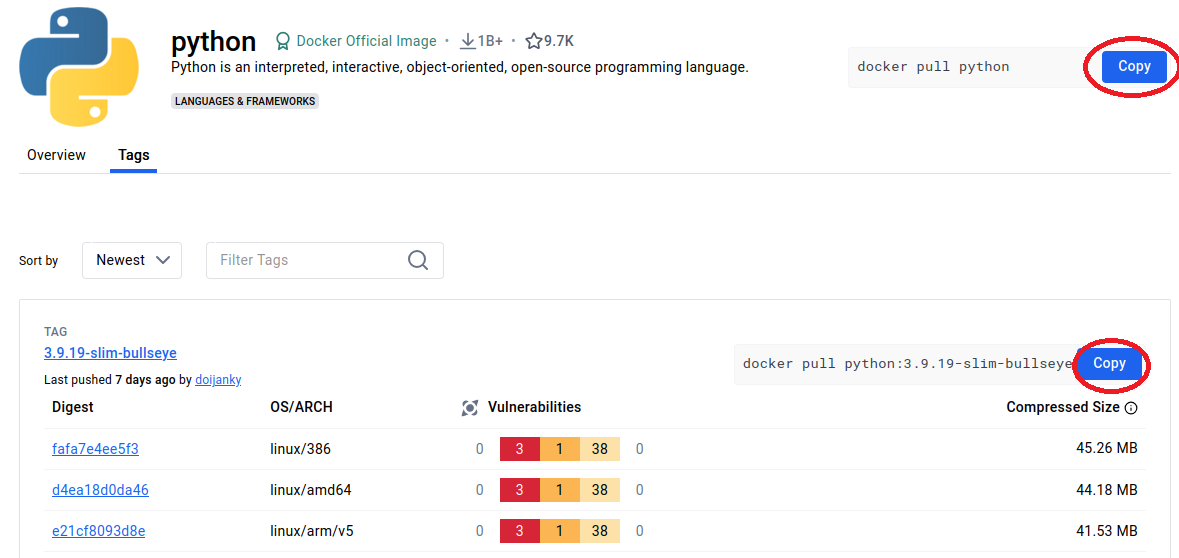 python Docker Official Image · 1B+ · 9.7K
Python is an interpreted, interactive, object-oriented, open-source programming language.
docker pull python Copy
LANGUAGES & FRAMEWORKS
Overview Tags
Sort by Newest Filter Tags
TAG
3.9.19-slim-bullseye
docker pull python:3.9.19-slim-bullseye Copy
Last pushed 7 days ago by doijanky
Digest OS/ARCH Vulnerabilities Compressed Size
fafa7e4ee5f3 linux/386 0 3 1 38 0 45.26 MB
d4ea18d0da46 linux/amd64 0 3 1 38 0 44.18 MB
e21cf8093d8e linux/arm/v5 0 3 1 38 0 41.53 MB